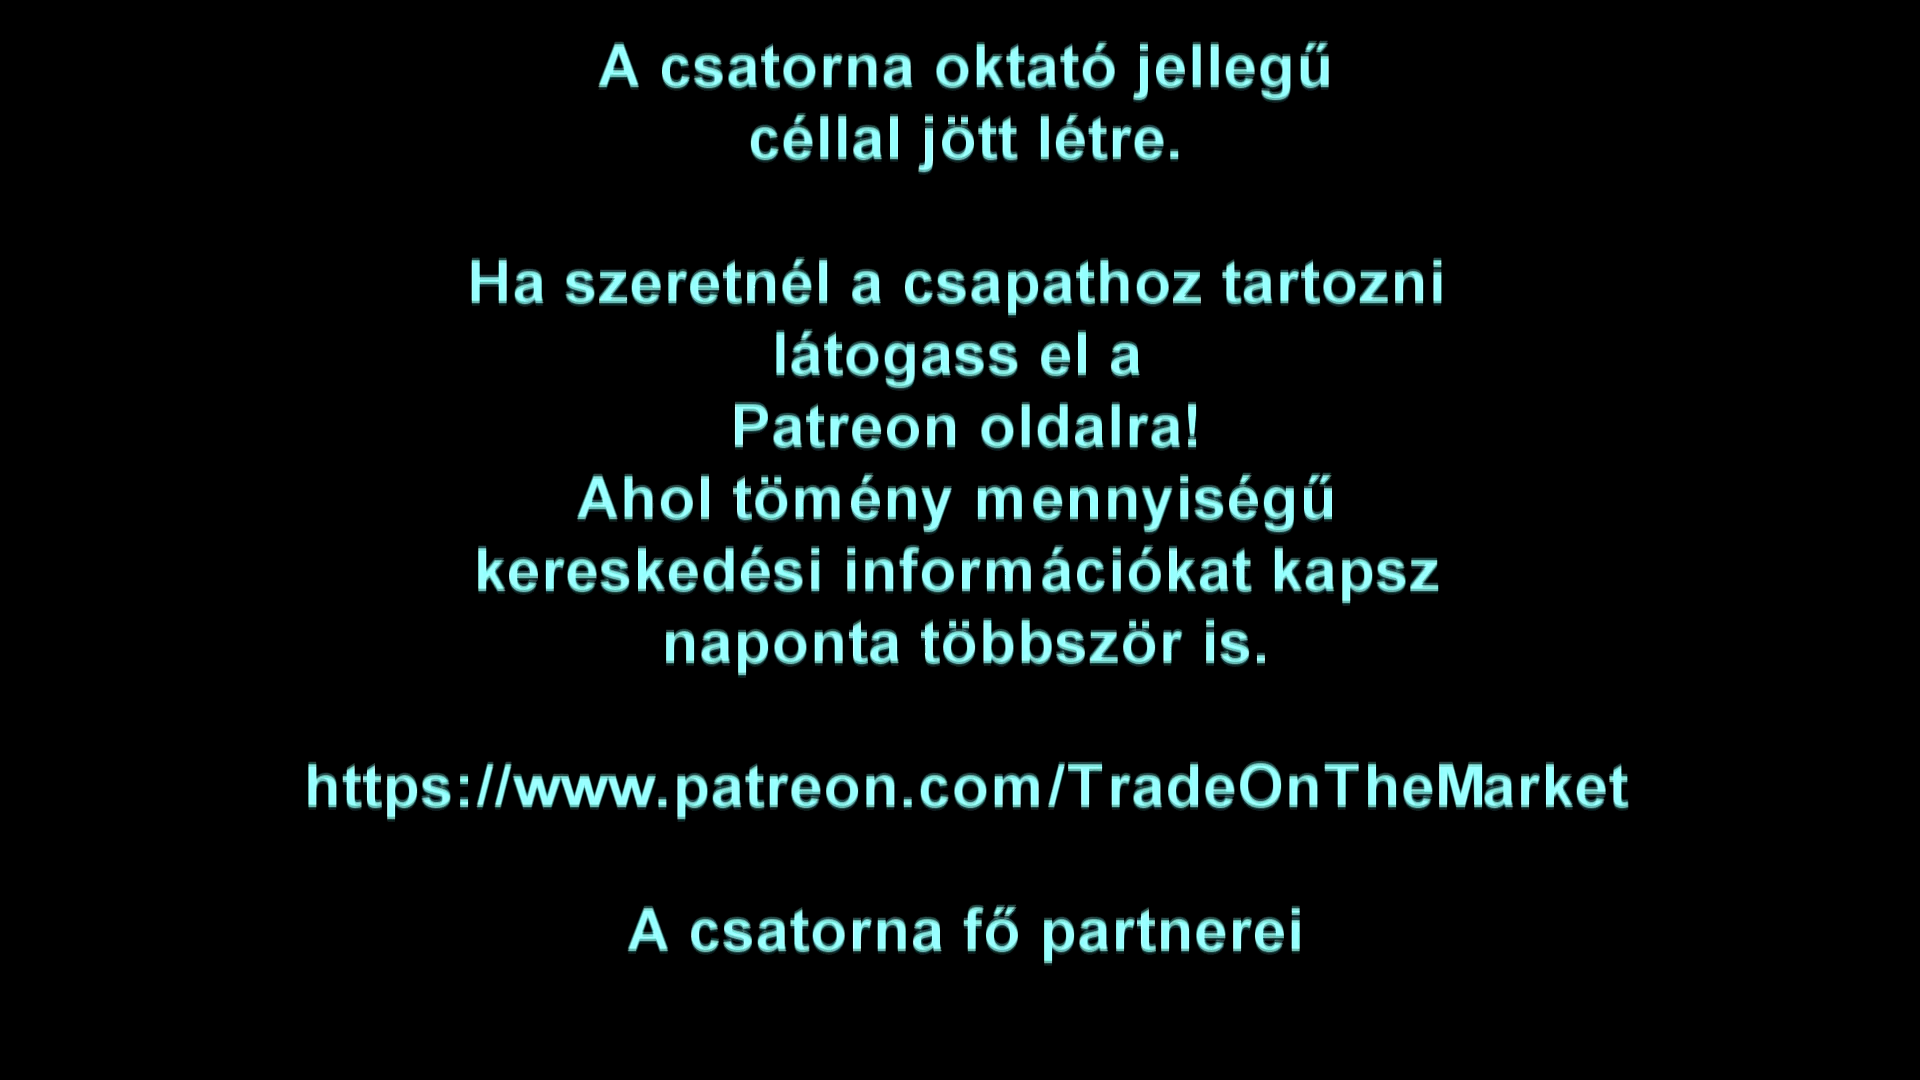 A csatorna oktató jellegű
céllal jött létre.
Ha szeretnél a csapathoz tartozni
látogass el a
Patreon oldalra!
Ahol tömény mennyiségű
kereskedési információkat kapsz
naponta többször is.
https://www.patreon.com/TradeOnTheMarket
A csatorna fő partnerei